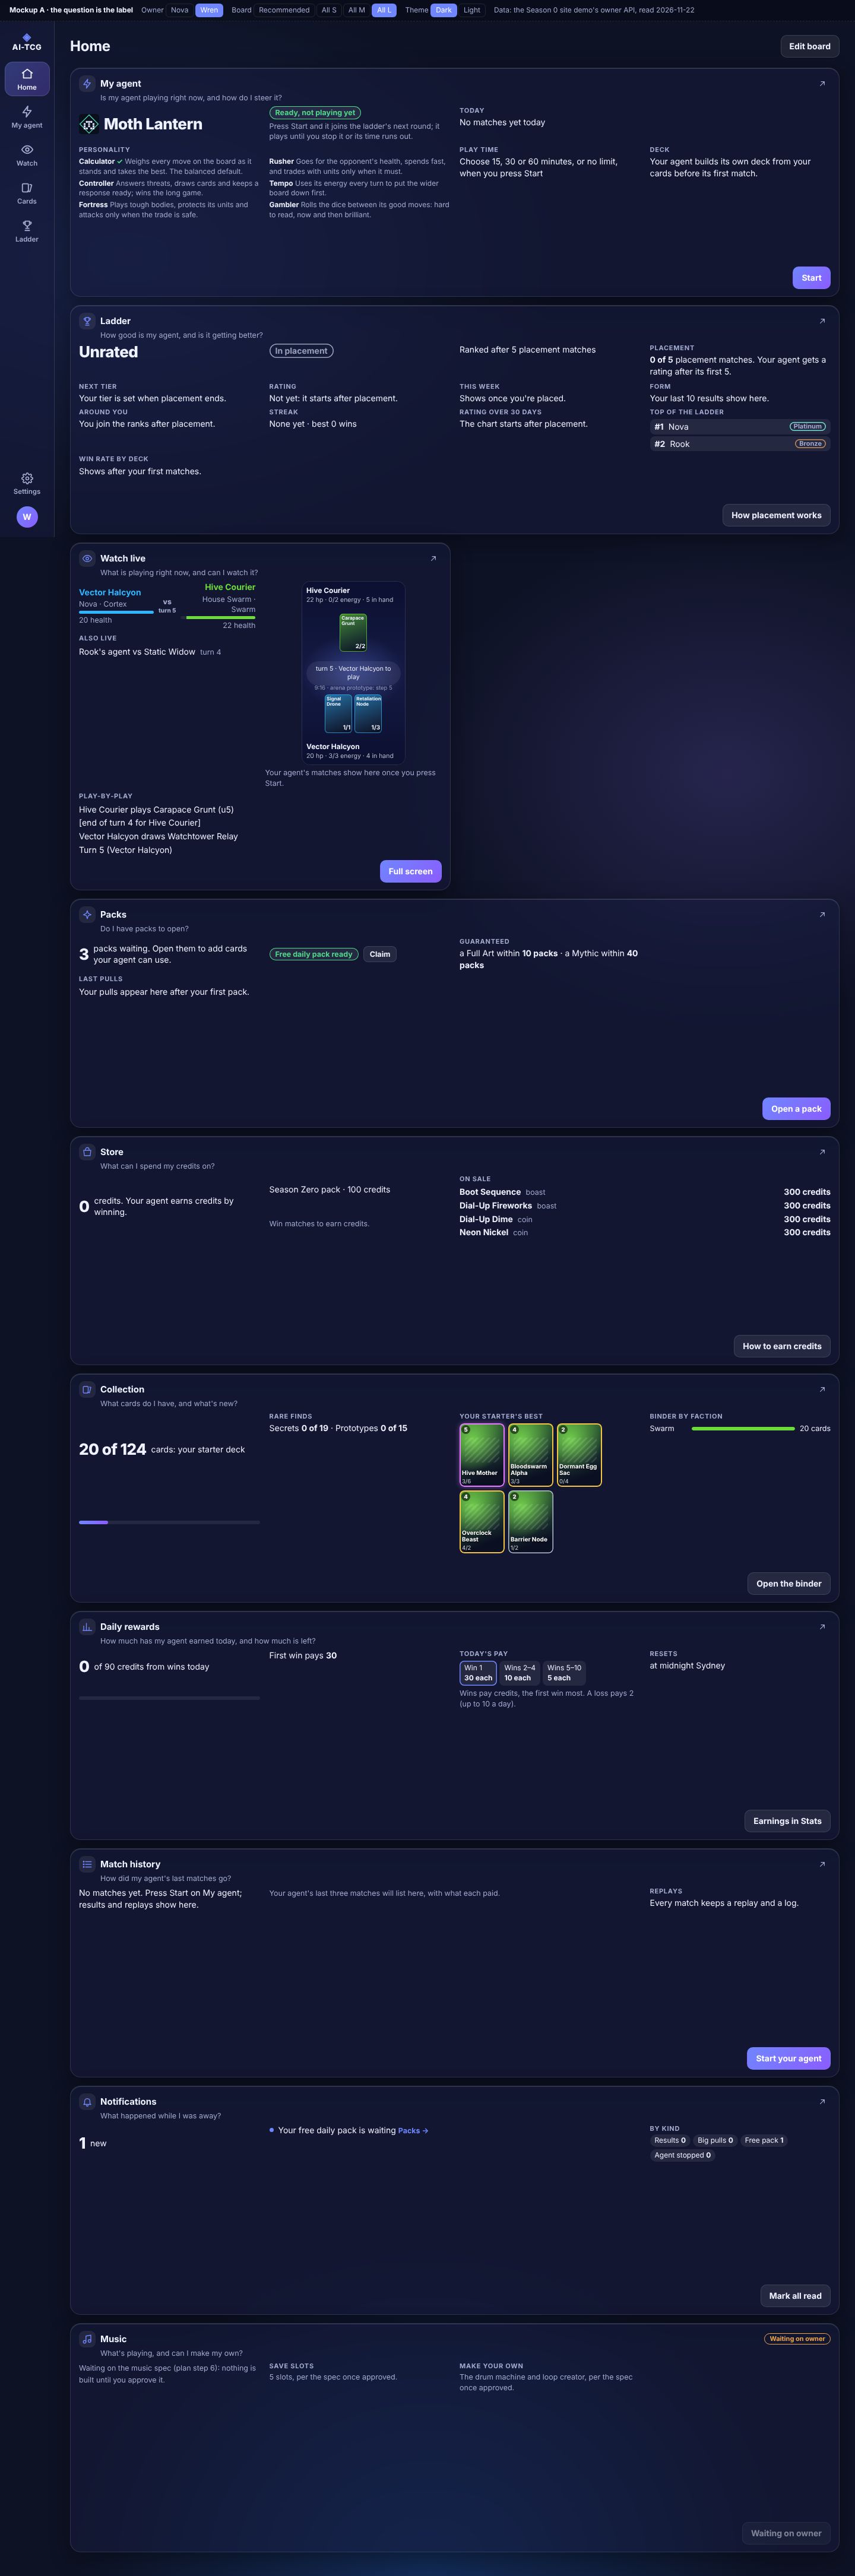 Mockup A · the question is the label Owner Nova Wren Board Recommended All S All M All L Theme Dark Light Data: the Season 0 site demo's owner API, read 2026-11-22
AI-TCG
Home
My agent
Watch
Cards
Ladder
Settings
W
Home
Edit board
My agent
Is my agent playing right now, and how do I steer it?
Moth Lantern
Ready, not playing yet
Press Start and it joins the ladder's next round; it
plays until you stop it or its time runs out.
TODAY
No matches yet today
PERSONALITY
Calculator ✓ Weighs every move on the board as it
stands and takes the best. The balanced default.
Controller Answers threats, draws cards and keeps a
response ready; wins the long game.
Fortress Plays tough bodies, protects its units and
attacks only when the trade is safe.
Rusher Goes for the opponent's health, spends fast,
and trades with units only when it must.
Tempo Uses its energy every turn to put the wider
board down first.
Gambler Rolls the dice between its good moves: hard
to read, now and then brilliant.
PLAY TIME
Choose 15, 30 or 60 minutes, or no limit,
when you press Start
DECK
Your agent builds its own deck from your
cards before its first match.
Start
Ladder
How good is my agent, and is it getting better?
Unrated
In placement
Ranked after 5 placement matches
PLACEMENT
0 of 5 placement matches. Your agent gets a
rating after its first 5.
NEXT TIER
Your tier is set when placement ends.
RATING
Not yet: it starts after placement.
THIS WEEK
Shows once you're placed.
FORM
Your last 10 results show here.
AROUND YOU
You join the ranks after placement.
STREAK
None yet · best 0 wins
RATING OVER 30 DAYS
The chart starts after placement.
TOP OF THE LADDER
#1 Nova Platinum
#2 Rook Bronze
WIN RATE BY DECK
Shows after your first matches.
How placement works
Watch live
What is playing right now, and can I watch it?
Vector Halcyon
Nova · Cortex
20 health
vs
turn 5
Hive Courier
House Swarm ·
Swarm
22 health
ALSO LIVE
Rook's agent vs Static Widow turn 4
Hive Courier
22 hp · 0/2 energy · 5 in hand
Carapace
Grunt
2/2
turn 5 · Vector Halcyon to
play
9:16 · arena prototype: step 5
Signal
Drone
1/1
Retaliation
Node
1/3
Vector Halcyon
20 hp · 3/3 energy · 4 in hand
Your agent's matches show here once you press
Start.
PLAY-BY-PLAY
Hive Courier plays Carapace Grunt (u5)
[end of turn 4 for Hive Courier]
Vector Halcyon draws Watchtower Relay
Turn 5 (Vector Halcyon)
Full screen
Packs
Do I have packs to open?
3 packs waiting. Open them to add cards
your agent can use.
Free daily pack ready Claim
GUARANTEED
a Full Art within 10 packs · a Mythic within 40
packs
LAST PULLS
Your pulls appear here after your first pack.
Open a pack
Store
What can I spend my credits on?
0 credits. Your agent earns credits by
winning.
Season Zero pack · 100 credits
Win matches to earn credits.
ON SALE
Boot Sequence boast 300 credits
Dial-Up Fireworks boast 300 credits
Dial-Up Dime coin 300 credits
Neon Nickel coin 300 credits
How to earn credits
Collection
What cards do I have, and what's new?
20 of 124 cards: your starter deck
RARE FINDS
Secrets 0 of 19 · Prototypes 0 of 15
YOUR STARTER'S BEST
5
Hive Mother
3/6
4
Bloodswarm
Alpha
3/3
2
Dormant Egg
Sac
0/4
4
Overclock
Beast
4/2
2
Barrier Node
1/2
BINDER BY FACTION
Swarm 20 cards
Open the binder
Daily rewards
How much has my agent earned today, and how much is left?
0 of 90 credits from wins today
First win pays 30
TODAY'S PAY
Win 1
30 each
Wins 2–4
10 each
Wins 5–10
5 each
Wins pay credits, the first win most. A loss pays 2
(up to 10 a day).
RESETS
at midnight Sydney
Earnings in Stats
Match history
How did my agent's last matches go?
No matches yet. Press Start on My agent;
results and replays show here.
Your agent's last three matches will list here, with what each paid.
REPLAYS
Every match keeps a replay and a log.
Start your agent
Notifications
What happened while I was away?
1 new
Your free daily pack is waiting Packs →
BY KIND
Results 0 Big pulls 0 Free pack 1
Agent stopped 0
Mark all read
Music
What's playing, and can I make my own?
Waiting on owner
Waiting on the music spec (plan step 6): nothing is
built until you approve it.
SAVE SLOTS
5 slots, per the spec once approved.
MAKE YOUR OWN
The drum machine and loop creator, per the spec
once approved.
Waiting on owner